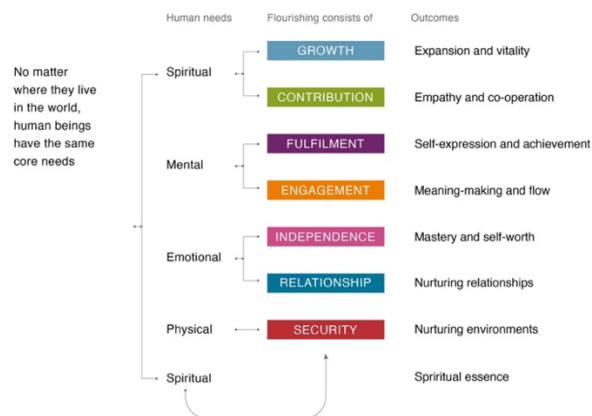 Human needs
Flourishing consists of
Outcomes
No matter
where they live
in the world,
human beings
have the same
core needs
Spiritual
GROWTH
Expansion and vitality
CONTRIBUTION
Empathy and co-operation
Mental
FULFILMENT
Self-expression and achievement
ENGAGEMENT
Meaning-making and flow
Emotional
INDEPENDENCE
Mastery and self-worth
RELATIONSHIP
Nurturing relationships
Physical
SECURITY
Nurturing environments
Spiritual
Spriritual essence